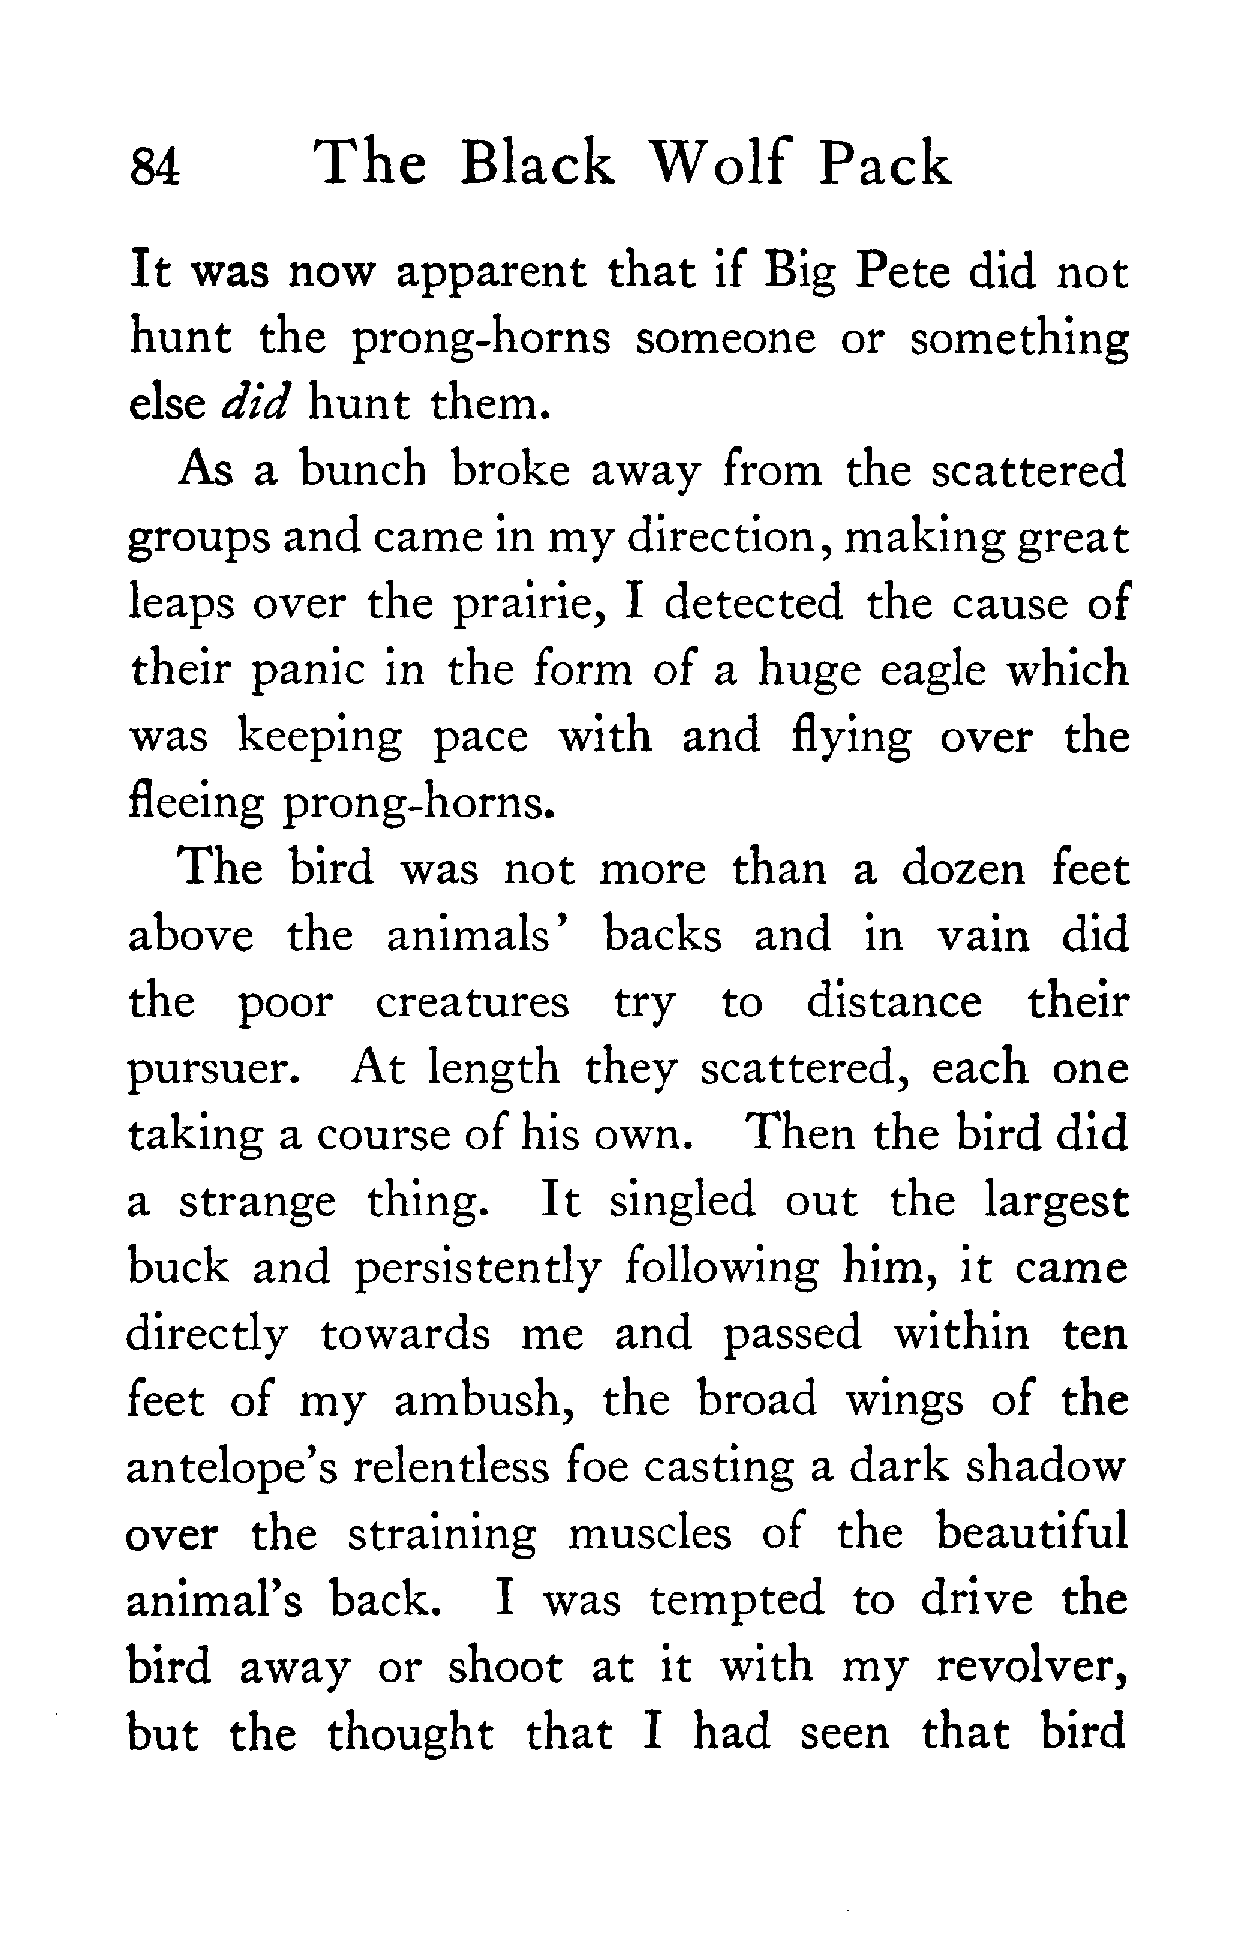 84 The Black Wolf Pack
It was now apparent that if Big Pete did not
hunt the prong-horns someone or something
else did hunt them.
As a bunch broke away from the scattered
groups and came in my direction, making great
leaps over the prairie, I detected the cause of
their panic in the form of a huge eagle which
was keeping pace with and flying over the
fleeing prong-horns.
The bird was not more than a dozen feet
above the animals' backs and in vain did
the poor creatures try to distance their
pursuer. At length they scattered, each one
taking a course of his own. Then the bird did
a strange thing. It singled out the largest
buck and persistently following him, it came
directly towards me and passed within ten
feet of my ambush, the broad wings of the
antelope's relentless foe casting a dark shadow
over the straining muscles of the beautiful
animal's back. I was tempted to drive the
bird away or shoot at it with my revolver,
but the thought that I had seen that bird